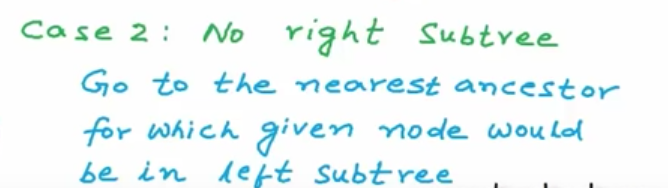 Case 2: No right Subtree
Go to the nearest ancestor
for which given node would
be in left subtree